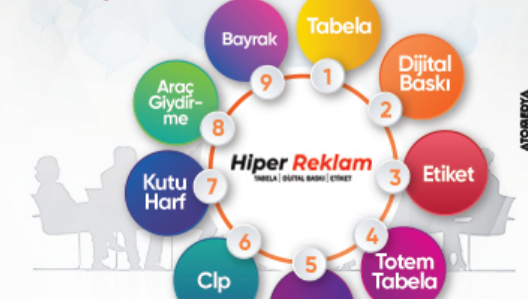 Bayrak
9
Tabela
1
Dijital
Baskı
2
Araç
Giydir-
me
8
Hiper Reklam
TABELA | DİJİTAL BASKI | ETİKET
3
Etiket
Kutu
Harf
7
4
Totem
Tabela
6
Clp
5
ATOMEDYA